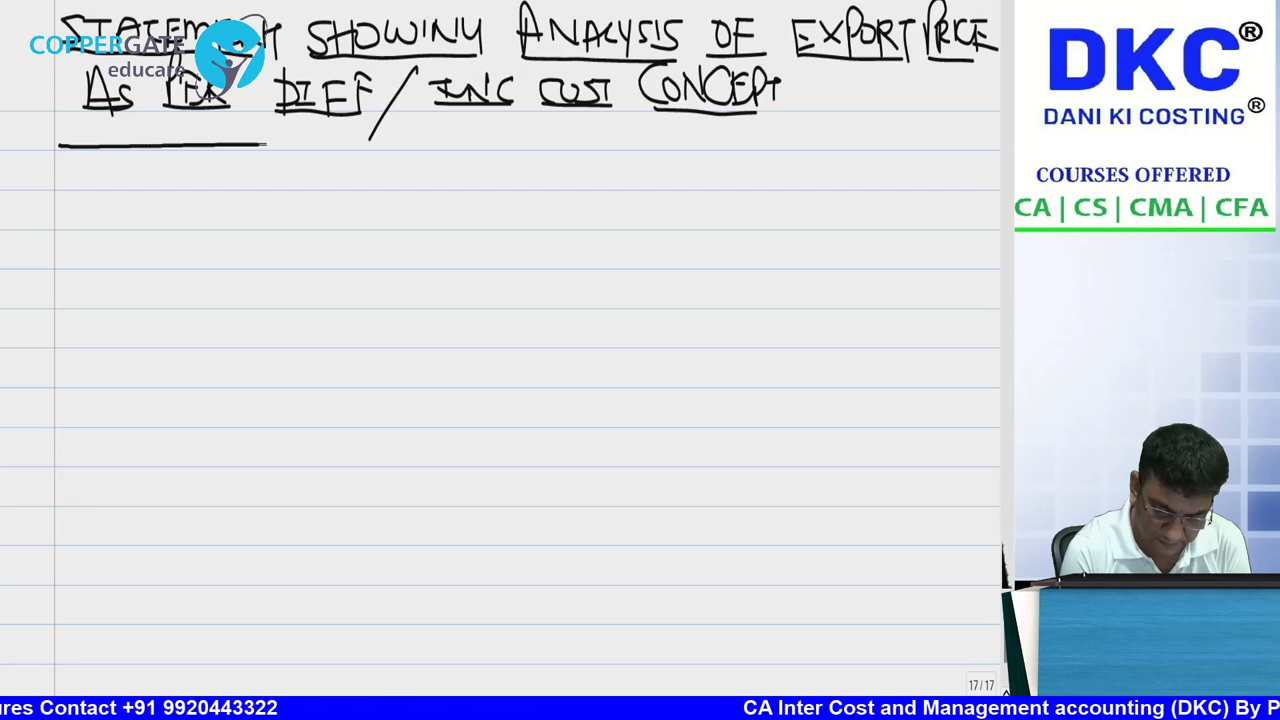 STATEMENT SHOWING ANALYSIS OF EXPORT PRICE
AS PER DIFF/INC COST CONCEPT
COPPERGATE
educare
DKC®
DANI KI COSTING®
COURSES OFFERED
CA | CS | CMA | CFA
17/17
ures Contact +91 9920443322
CA Inter Cost and Management accounting (DKC) By P